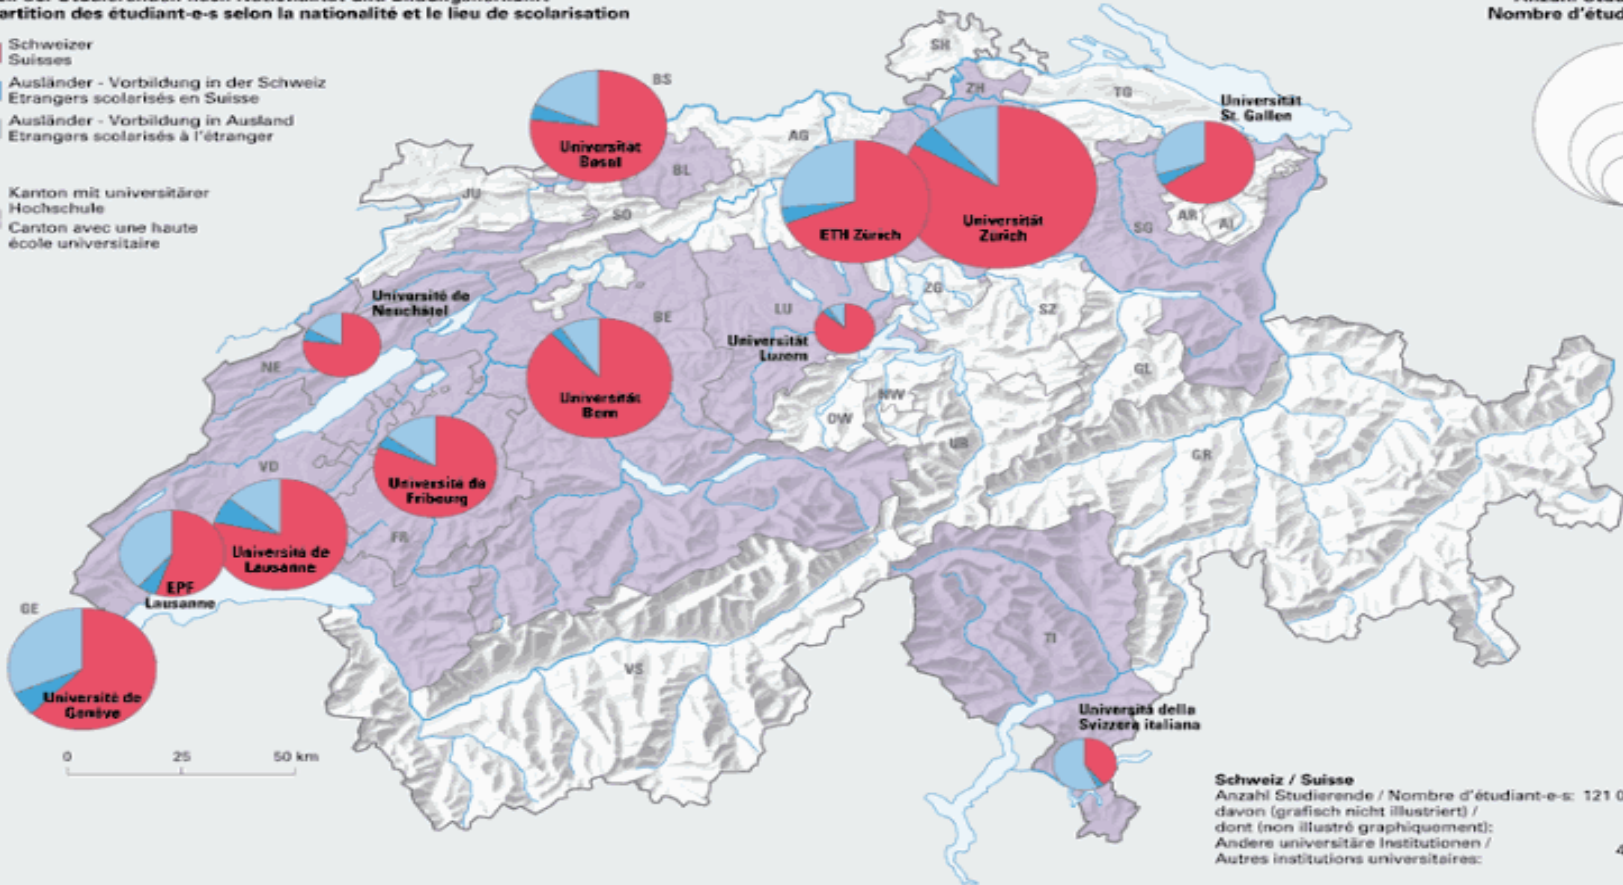 partition des étudiant-e-s selon la nationalité et le lieu de scolarisation
Nombre d'étud
Schweizer
Suisses
Ausländer - Vorbildung in der Schweiz
Etrangers scolarisés en Suisse
Ausländer - Vorbildung in Ausland
Etrangers scolarisés à l'étranger
Kanton mit universitärer
Hochschule
Canton avec une haute
école universitaire
SH
BS
Universität
Basel
BL
AG
ZH
TG
Universität
St. Gallen
JU
SO
ETH Zürich
Universität
Zürich
SG
AR
AI
Université de
Neuchâtel
NE
BE
LU
ZG
SZ
Universität
Luzern
Universität
Bern
GL
OW
NW
UR
GR
VD
Université de
Fribourg
FR
Université de
Lausanne
EPF
Lausanne
GE
Université de
Genève
VS
TI
Università della
Svizzera italiana
0 25 50 km
Schweiz / Suisse
Anzahl Studierende / Nombre d'étudiant-e-s: 121 0
davon (grafisch nicht illustriert) /
dont (non illustré graphiquement):
Andere universitäre Institutionen /
Autres institutions universitaires: 4